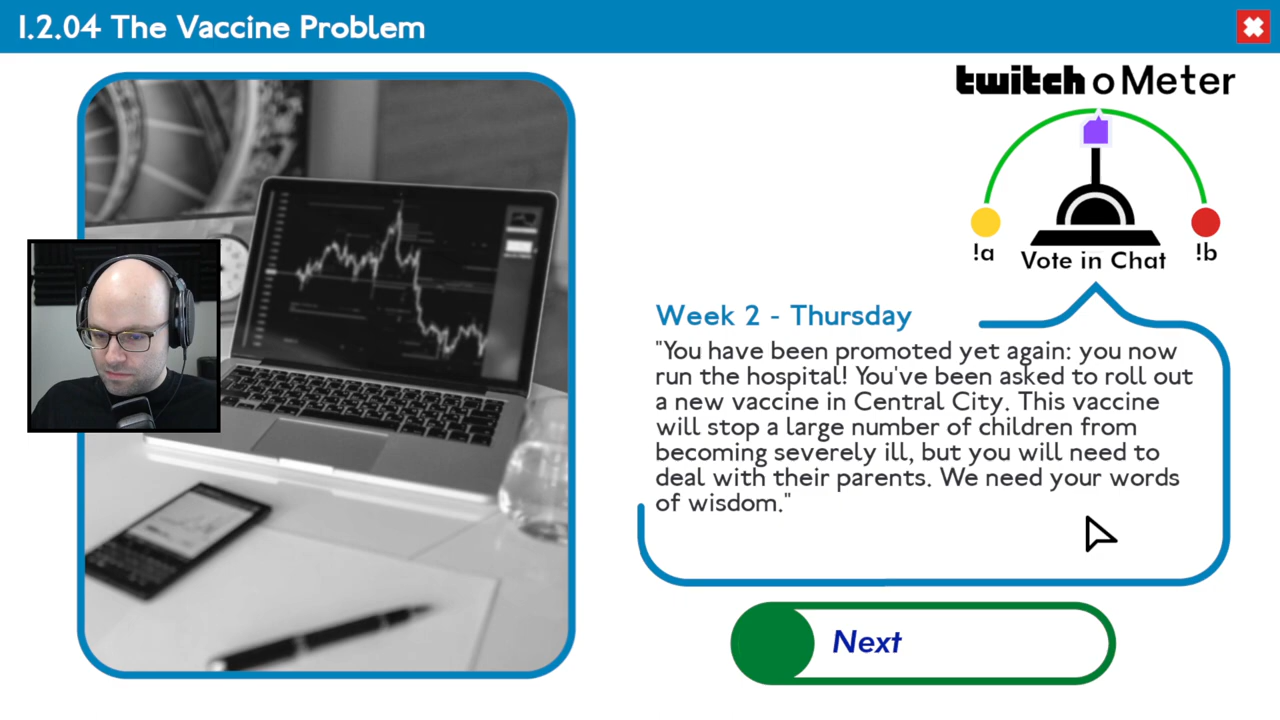 1.2.04 The Vaccine Problem
twitch o Meter
!a
Vote in Chat
!b
Week 2 - Thursday
"You have been promoted yet again: you now
run the hospital! You've been asked to roll out
a new vaccine in Central City. This vaccine
will stop a large number of children from
becoming severely ill, but you will need to
deal with their parents. We need your words
of wisdom."
Next